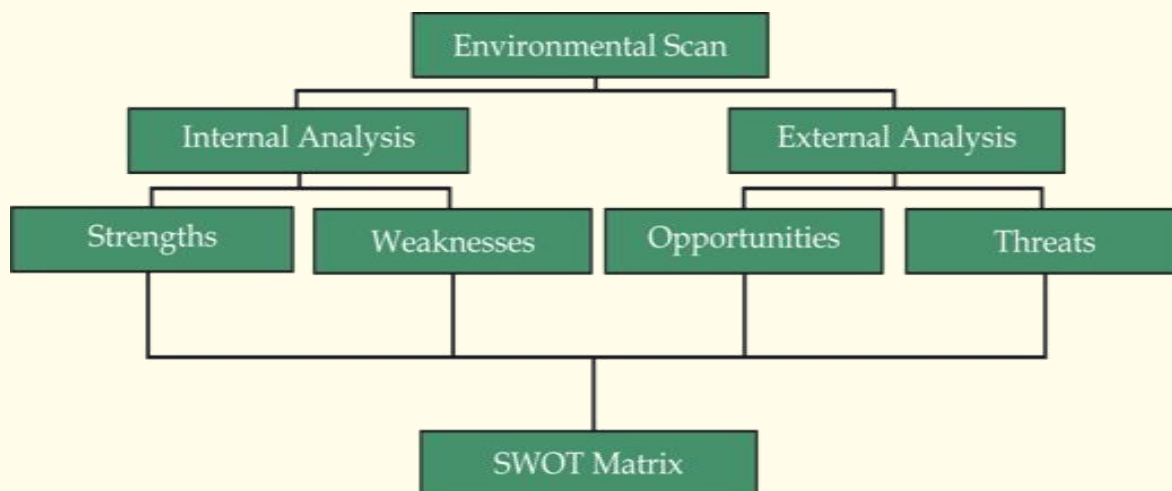 Environmental Scan
Internal Analysis
External Analysis
Strengths
Weaknesses
Opportunities
Threats
SWOT Matrix